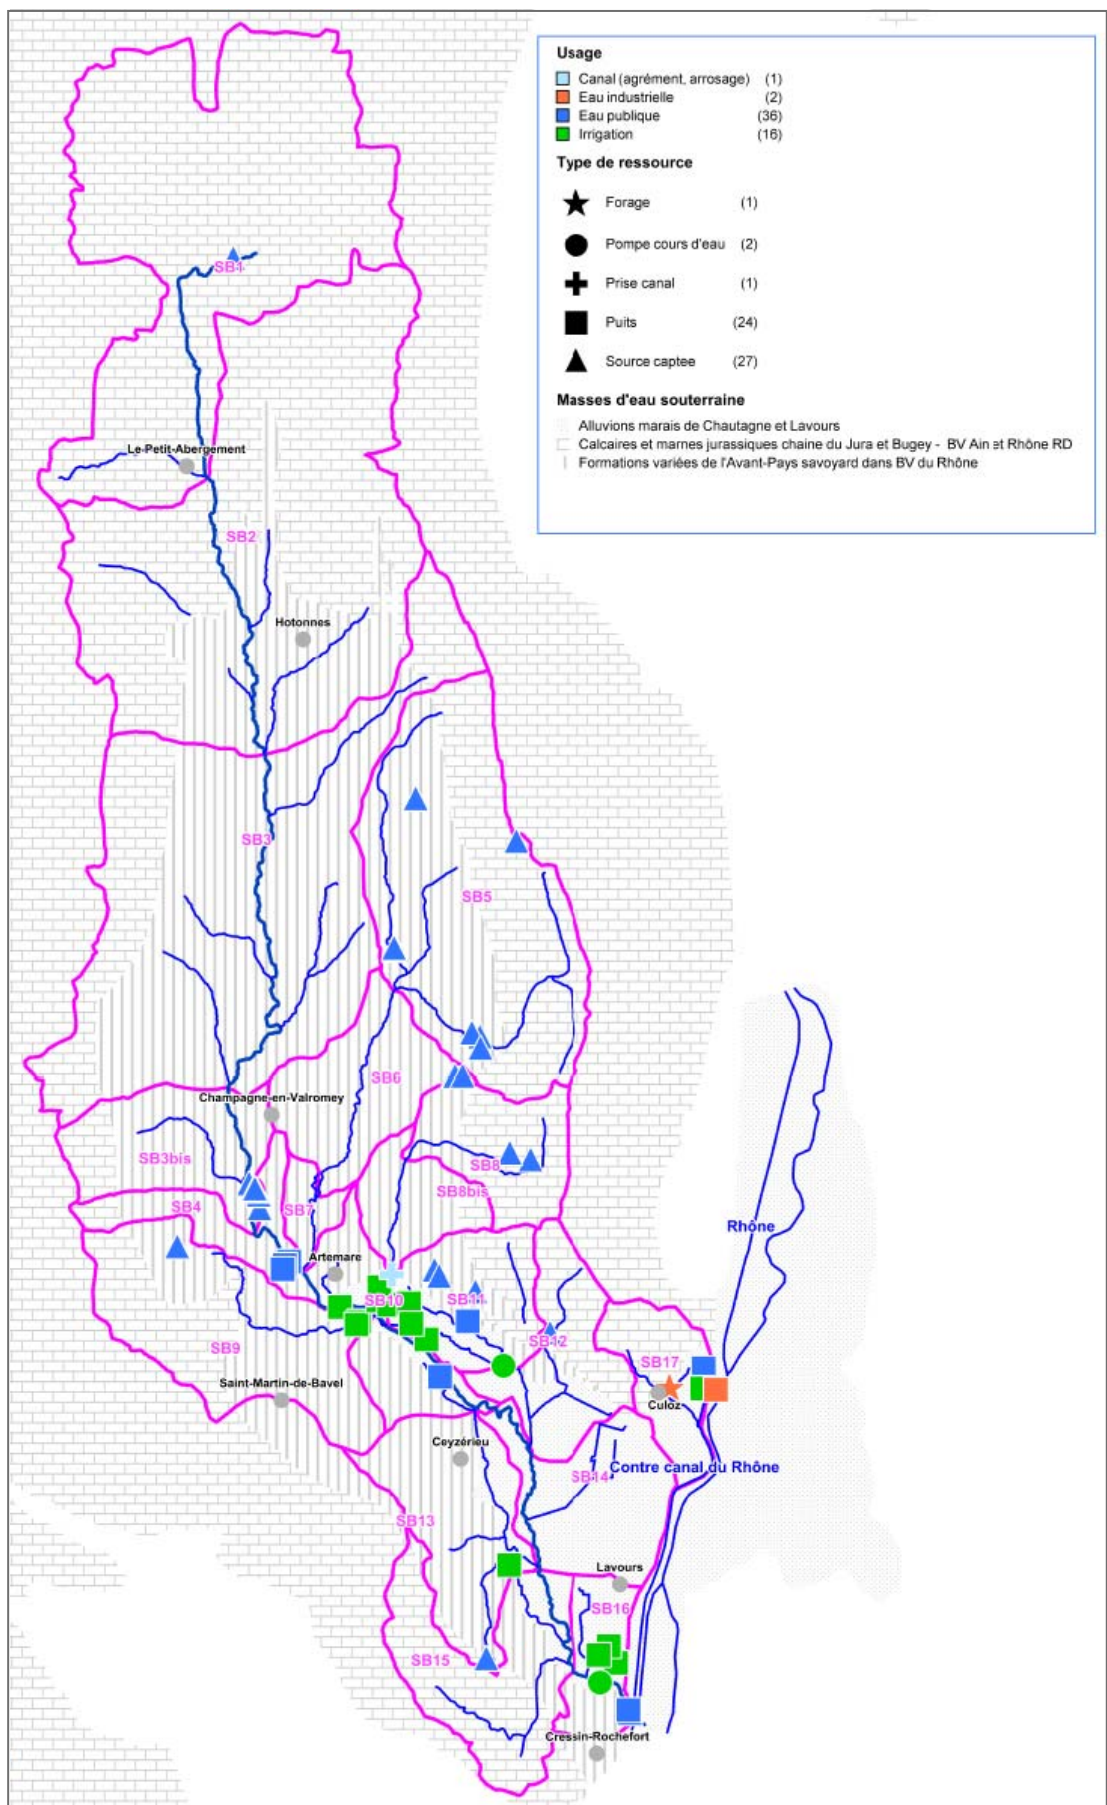 Usage
Canal (agrément, arrosage) (1)
Eau industrielle (2)
Eau publique (36)
Irrigation (16)
Type de ressource
Forage (1)
Pompe cours d'eau (2)
Prise canal (1)
Puits (24)
Source captee (27)
Masses d'eau souterraine
Alluvions marais de Chautagne et Lavours
Calcaires et marnes jurassiques chaine du Jura et Bugey - BV Ain et Rhône RD
Formations variées de l'Avant-Pays savoyard dans BV du Rhône
SB1
Le-Petit-Abergement
SB2
Hotonnes
SB3
SB5
SB6
Champagne-en-Valromey
SB3bis
SB8
SB8bis
SB4
SB7
Rhône
Artemare
SB10
SB11
SB12
SB9
SB17
Saint-Martin-de-Bavel
Culoz
Ceyzérieu
Contre canal du Rhône
SB14
SB13
Lavours
SB16
SB15
Cressin-Rochefort